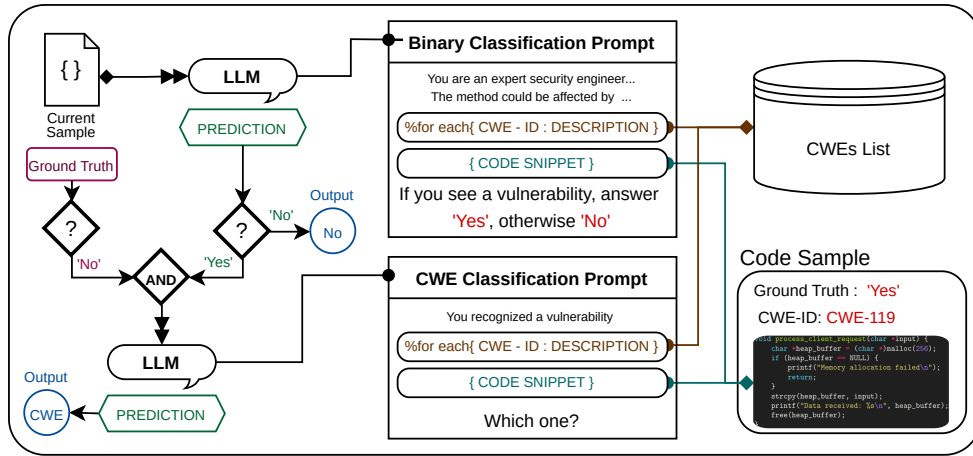 { }
Current
Sample
LLM
PREDICTION
Ground Truth
?
?
'No'
Output
No
'No'
'Yes'
AND
LLM
Output
CWE
PREDICTION
Binary Classification Prompt
You are an expert security engineer...
The method could be affected by ...
%for each{ CWE - ID : DESCRIPTION }
{ CODE SNIPPET }
If you see a vulnerability, answer
'Yes', otherwise 'No'
CWE Classification Prompt
You recognized a vulnerability
%for each{ CWE - ID : DESCRIPTION }
{ CODE SNIPPET }
Which one?
CWEs List
Code Sample
Ground Truth : 'Yes'
CWE-ID: CWE-119
void process_client_request(char *input) {
char *heap_buffer = (char *)malloc(256);
if (heap_buffer == NULL) {
printf("Memory allocation failed\n");
return;
}
strcpy(heap_buffer, input);
printf("Data received: %s\n", heap_buffer);
free(heap_buffer);